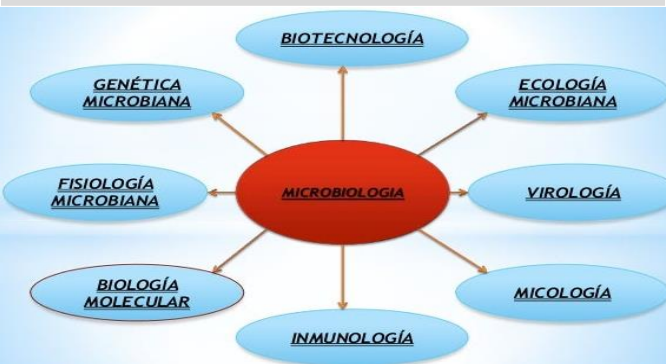 BIOTECNOLOGÍA
GENÉTICA
MICROBIANA
ECOLOGÍA
MICROBIANA
FISIOLOGÍA
MICROBIANA
MICROBIOLOGIA
VIROLOGÍA
BIOLOGÍA
MOLECULAR
MICOLOGÍA
INMUNOLOGÍA